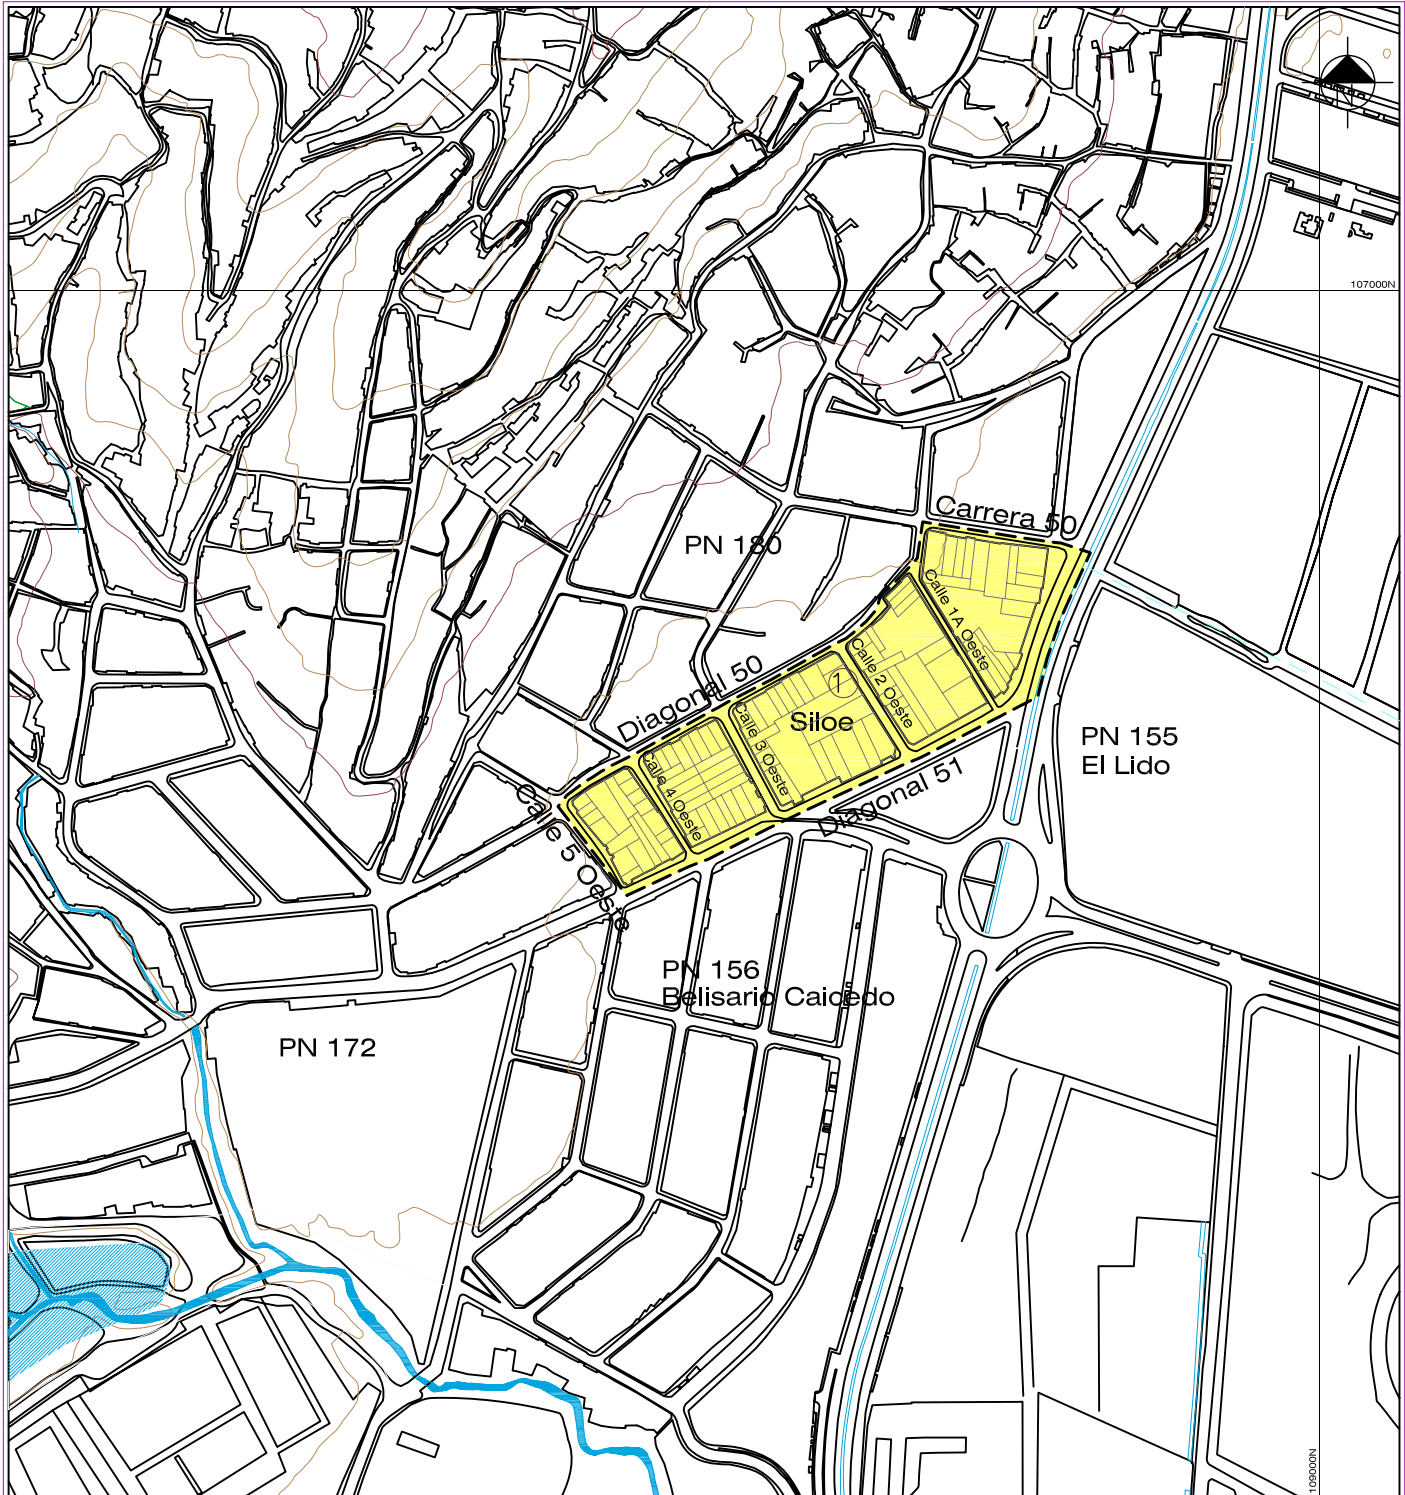 107000N
Carrera 50
PN 180
Calle 1A Oeste
Calle 2 Oeste
Diagonal 50
1
Siloe
Calle 3 Oeste
PN 155
El Lido
Calle 4 Oeste
Diagonal 51
Calle 5 Oeste
PN 156
Belisario Caicedo
PN 172
109000N